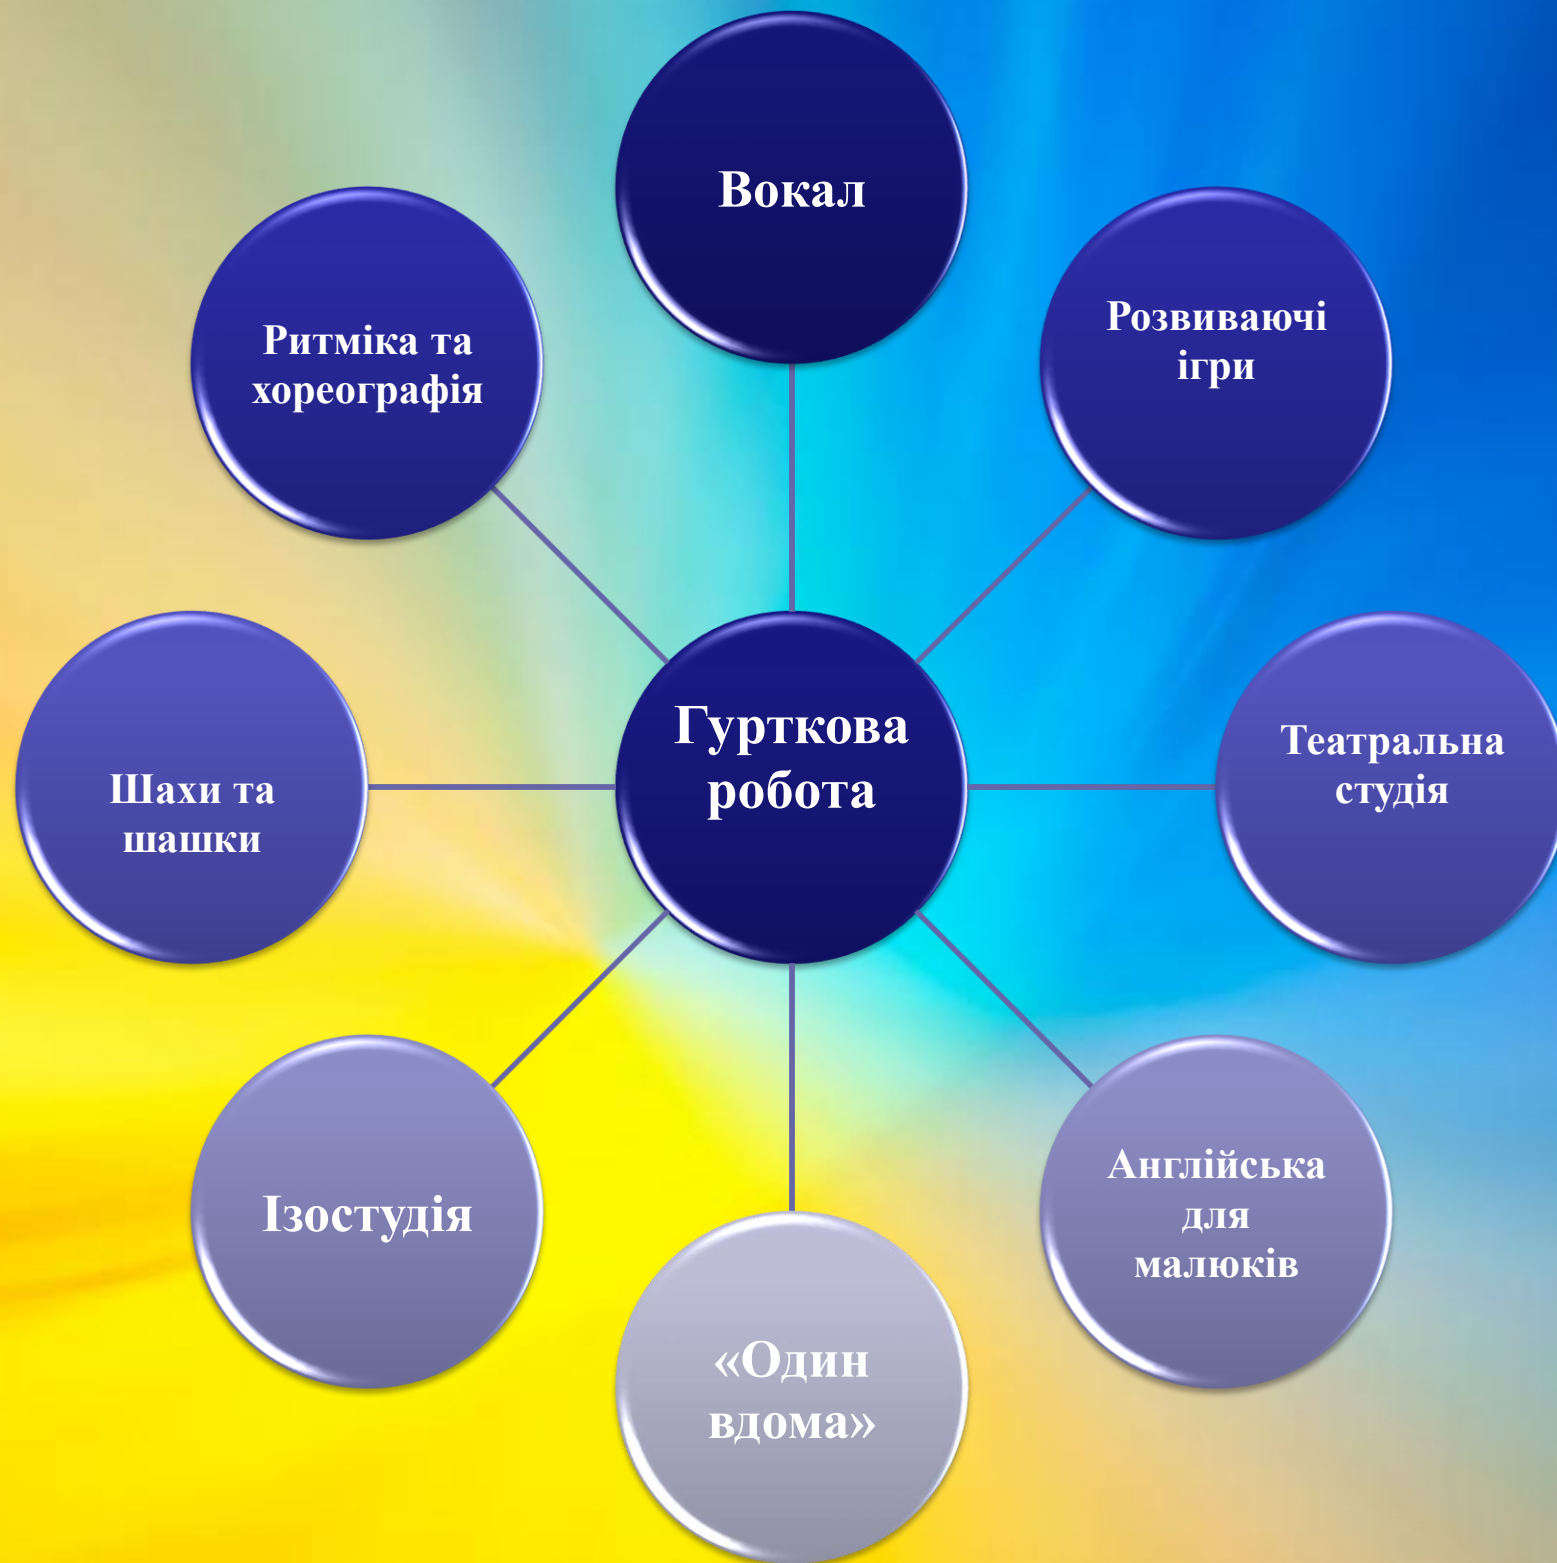 Вокал
Розвиваючі
ігри
Ритміка та
хореографія
Гурткова
робота
Театральна
студія
Шахи та
шашки
Англійська
для
малюків
Ізостудія
«Один
вдома»